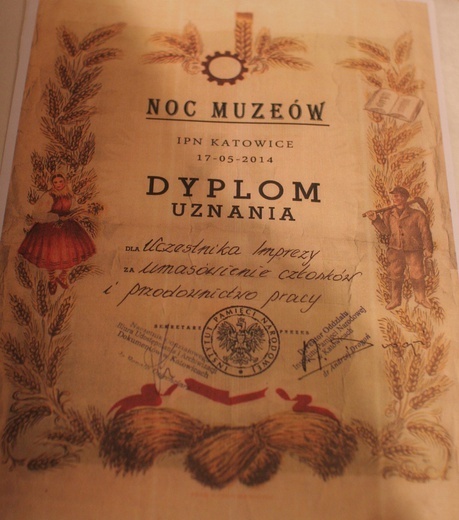 NOC MUZEÓW
IPN KATOWICE
17-05-2014
DYPLOM
UZNANIA
DLA Uczestnika Imprezy
ZA umasowienie członków
i przodownictwo pracy
SEKRETARZ
INSTYTUT PAMIĘCI NARODOWEJ